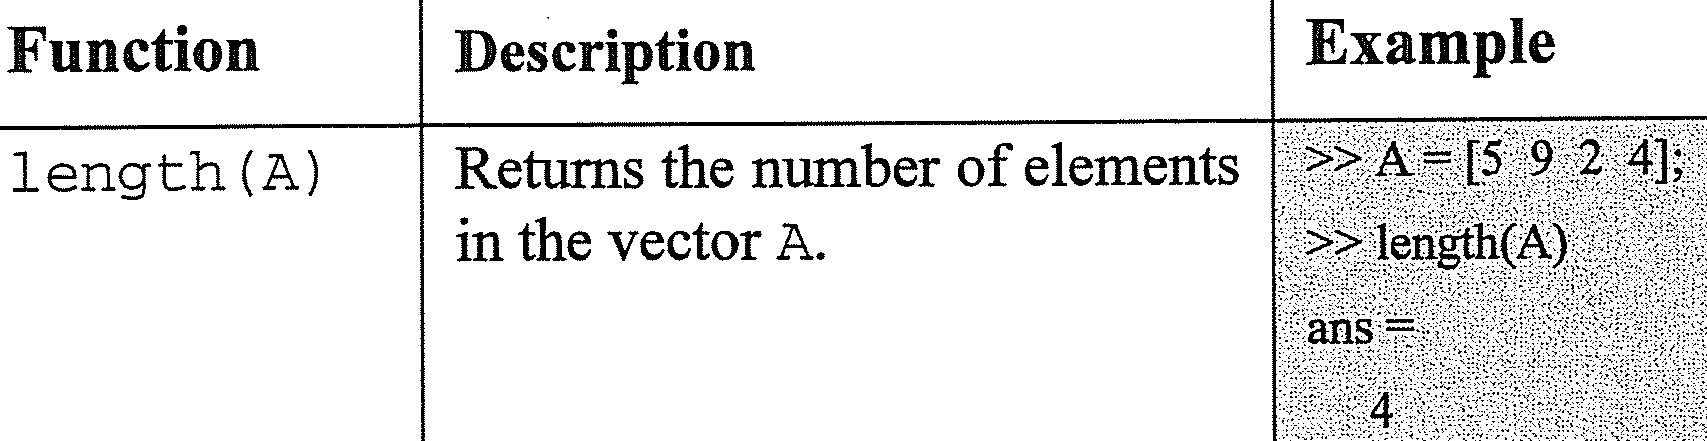 Function
Description
Example
length(A)
Returns the number of elements
in the vector A.
>> A = [5 9 2 4];
>> length(A)
ans =
4